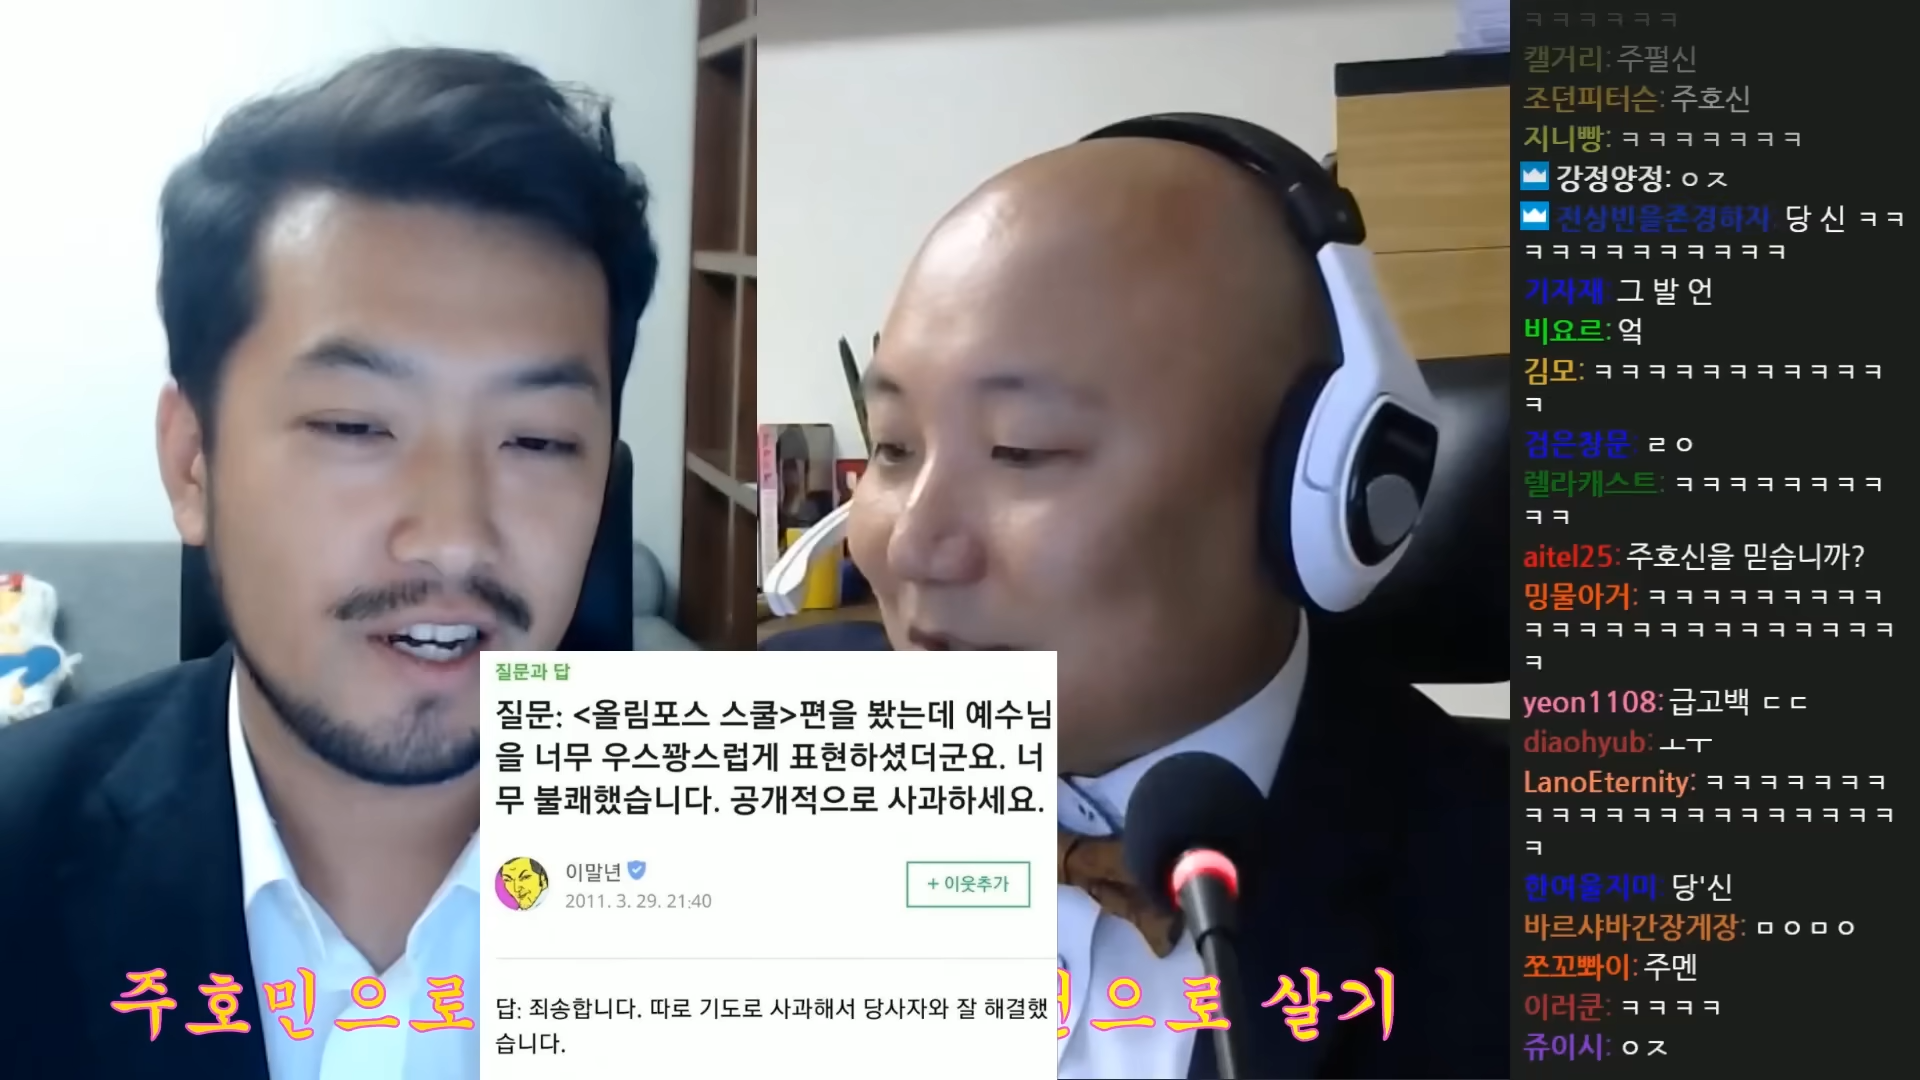 질문과 답
질문: <올림포스 스쿨>편을 봤는데 예수님
을 너무 우스꽝스럽게 표현하셨더군요. 너
무 불쾌했습니다. 공개적으로 사과하세요.
이말년
2011. 3. 29. 21:40
+ 이웃추가
답: 죄송합니다. 따로 기도로 사과해서 당사자와 잘 해결했
습니다.
주호민으로
으로 살기
ㅋㅋㅋㅋㅋㅋ
캘거리: 주펄신
조던피터슨: 주호신
지니빵: ㅋㅋㅋㅋㅋㅋㅋ
강정양정: ㅇㅈ
전상빈을존경하자: 당 신 ㅋㅋ
ㅋㅋㅋㅋㅋㅋㅋㅋㅋㅋ
기자재: 그 발 언
비요르: 엌
김모: ㅋㅋㅋㅋㅋㅋㅋㅋㅋㅋㅋ
ㅋ
검은창문: ㄹㅇ
렐라캐스트: ㅋㅋㅋㅋㅋㅋㅋㅋ
ㅋㅋ
aitel25: 주호신을 믿습니까?
밍물아거: ㅋㅋㅋㅋㅋㅋㅋㅋㅋ
ㅋㅋㅋㅋㅋㅋㅋㅋㅋㅋㅋㅋㅋㅋ
ㅋ
yeon1108: 급고백 ㄷㄷ
diaohyub: ㅗㅜ
LanoEternity: ㅋㅋㅋㅋㅋㅋㅋ
ㅋㅋㅋㅋㅋㅋㅋㅋㅋㅋㅋㅋㅋㅋ
ㅋ
한여울지미: 당'신
바르샤바간장게장: ㅁㅇㅁㅇ
쪼꼬빠이: 주멘
이러쿤: ㅋㅋㅋㅋ
쥬이시: ㅇㅈ